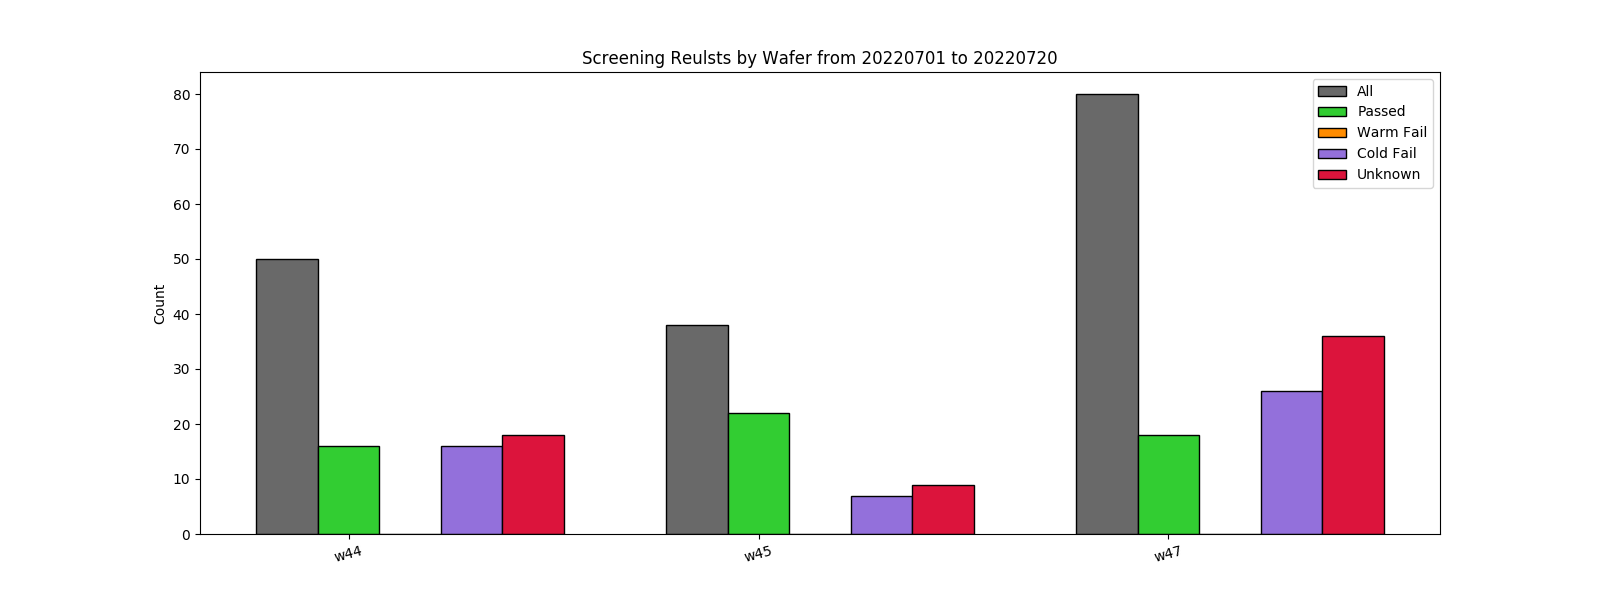 Screening Reulsts by Wafer from 20220701 to 20220720
All
Passed
Warm Fail
Cold Fail
Unknown
Count
80
70
60
50
40
30
20
10
0
w44
w45
w47